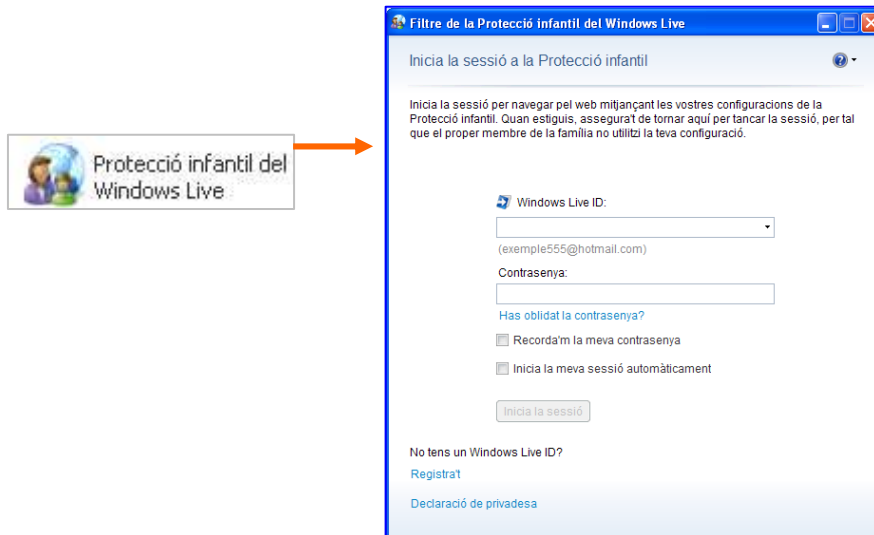 Protecció infantil del
Windows Live
Filtre de la Protecció infantil del Windows Live
Inicia la sessió a la Protecció infantil
Inicia la sessió per navegar pel web mitjançant les vostres configuracions de la
Protecció infantil. Quan estiguis, assegura't de tornar aquí per tancar la sessió, per tal
que el proper membre de la família no utilitzi la teva configuració.
Windows Live ID:
(exemple555@hotmail.com)
Contrasenya:
Has oblidat la contrasenya?
Recorda'm la meva contrasenya
Inicia la meva sessió automàticament
Inicia la sessió
No tens un Windows Live ID?
Registra't
Declaració de privadesa